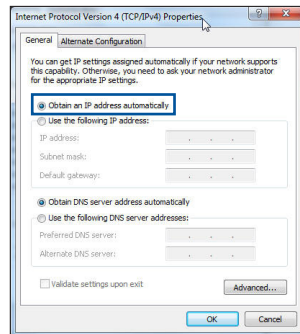 Internet Protocol Version 4 (TCP/IPv4) Properties
General
Alternate Configuration
You can get IP settings assigned automatically if your network supports
this capability. Otherwise, you need to ask your network administrator
for the appropriate IP settings.
Obtain an IP address automatically
Use the following IP address:
IP address:
Subnet mask:
Default gateway:
Obtain DNS server address automatically
Use the following DNS server addresses:
Preferred DNS server:
Alternate DNS server:
Validate settings upon exit
Advanced...
OK
Cancel